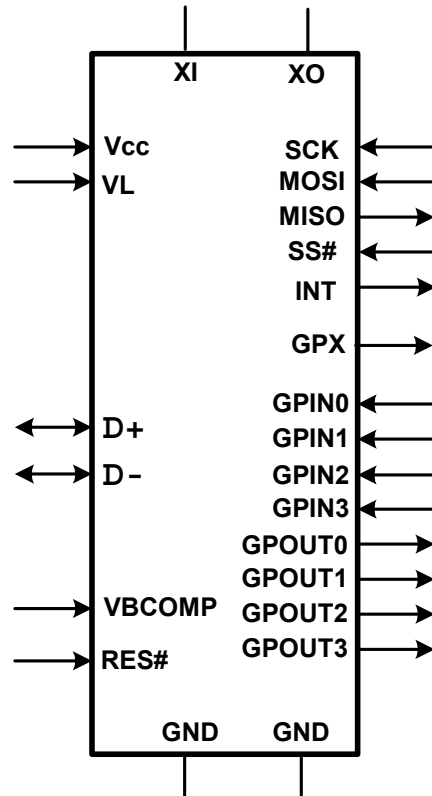 XI XO
Vcc
SCK
VL
MOSI
MISO
SS#
INT
GPX
GPIN0
D+
GPIN1
D-
GPIN2
GPIN3
GPOUT0
GPOUT1
VBCOMP
GPOUT2
GPOUT3
RES#
GND GND